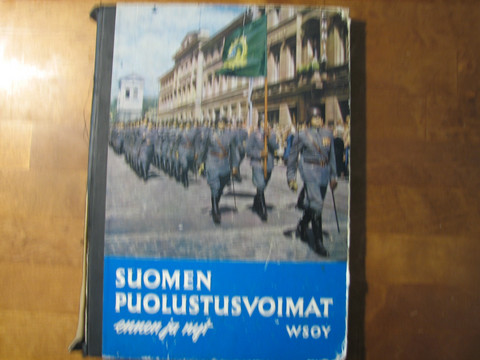 SUOMEN
PUOLUSTUSVOIMAT
ennen ja nyt WSOY